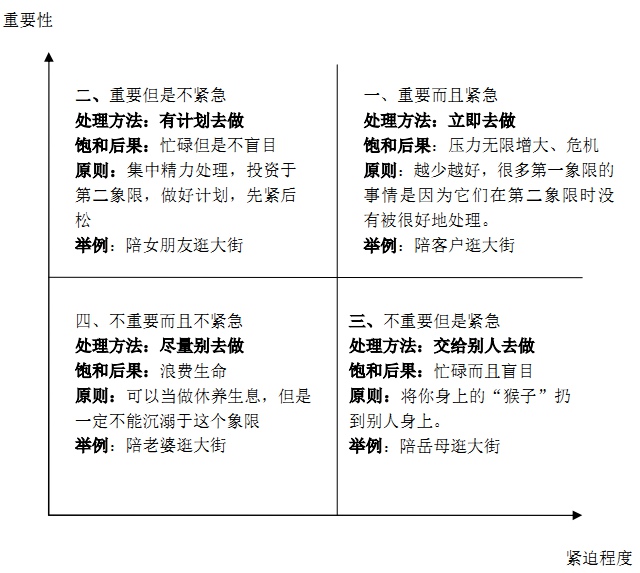 重要性
二、重要但是不紧急
处理方法：有计划去做
饱和后果：忙碌但是不盲目
原则：集中精力处理，投资于
第二象限，做好计划，先紧后
松
举例：陪女朋友逛大街
一、重要而且紧急
处理方法：立即去做
饱和后果：压力无限增大、危机
原则：越少越好，很多第一象限的
事情是因为它们在第二象限时没
有被很好地处理。
举例：陪客户逛大街
四、不重要而且不紧急
处理方法：尽量别去做
饱和后果：浪费生命
原则：可以当做休养生息，但是
一定不能沉溺于这个象限
举例：陪老婆逛大街
三、不重要但是紧急
处理方法：交给别人去做
饱和后果：忙碌而且盲目
原则：将你身上的“猴子”扔
到别人身上。
举例：陪岳母逛大街
紧迫程度